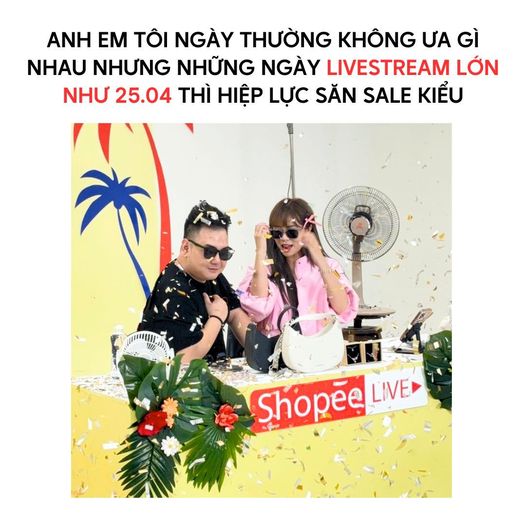 ANH EM TÔI NGÀY THƯỜNG KHÔNG ƯA GÌ
NHAU NHƯNG NHỮNG NGÀY LIVESTREAM LỚN
NHƯ 25.04 THÌ HIỆP LỰC SĂN SALE KIỂU
Shopee LIVE